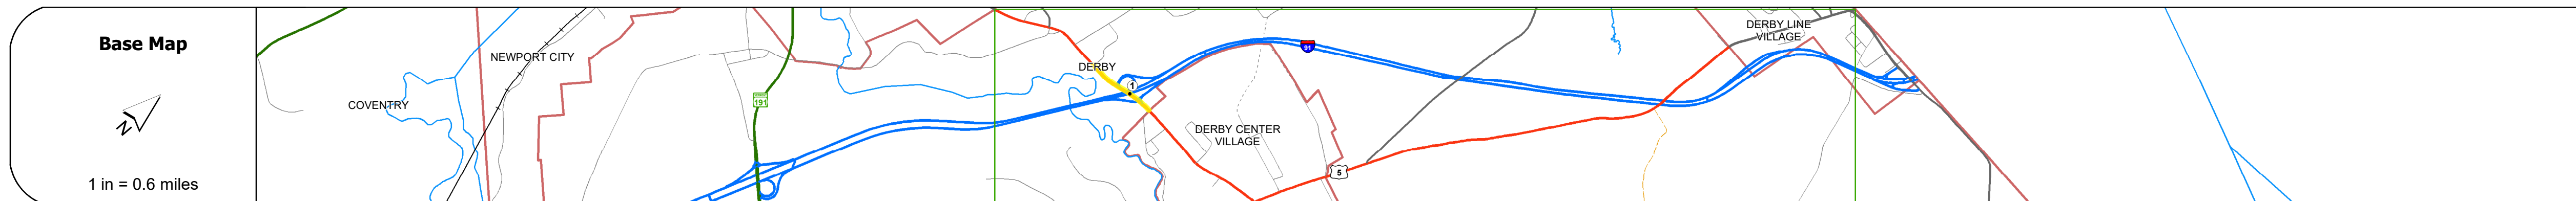 Base Map
N
1 in = 0.6 miles
COVENTRY
NEWPORT CITY
191
DERBY
1
DERBY CENTER
VILLAGE
91
5
DERBY LINE
VILLAGE